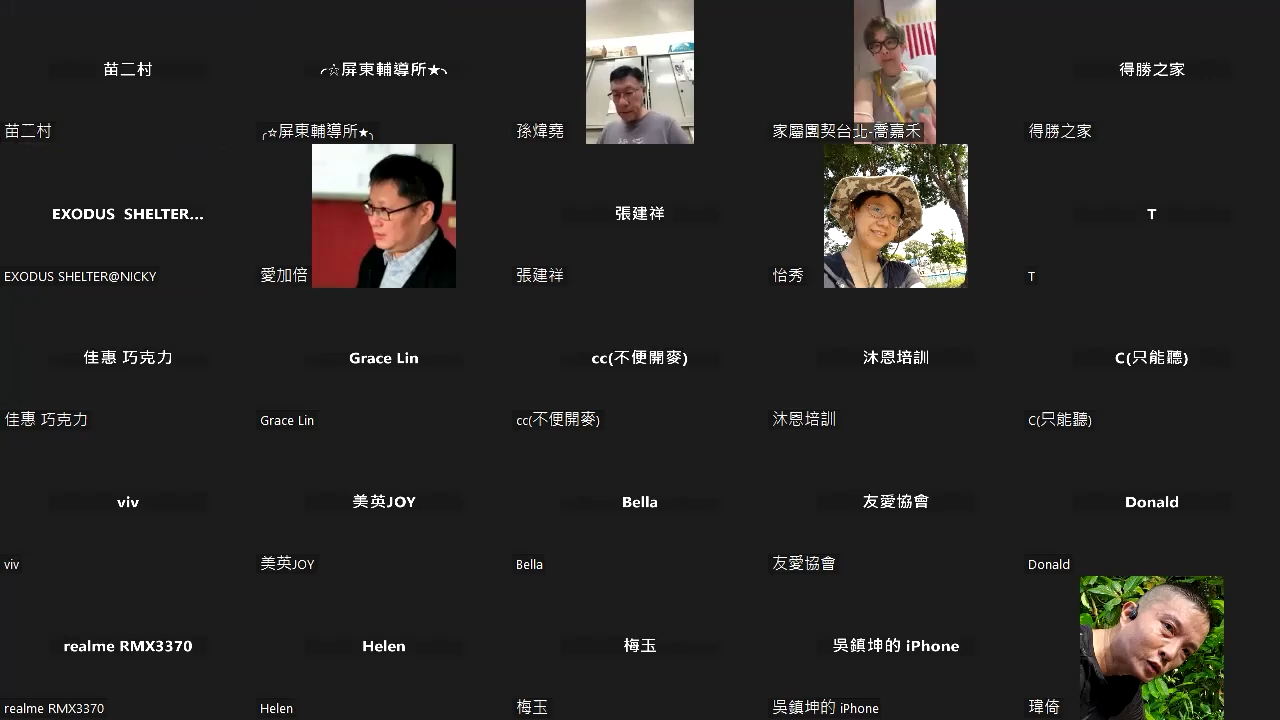 苗二村
╭☆屏東輔導所★╮
得勝之家
苗二村
╭☆屏東輔導所★╮
孫煒堯
家屬團契台北-喬嘉禾
得勝之家
EXODUS SHELTER...
張建祥
T
EXODUS SHELTER@NICKY
愛加倍
張建祥
怡秀
T
佳惠 巧克力
Grace Lin
cc(不便開麥)
沐恩培訓
C(只能聽)
佳惠 巧克力
Grace Lin
cc(不便開麥)
沐恩培訓
C(只能聽)
viv
美英JOY
Bella
友愛協會
Donald
viv
美英JOY
Bella
友愛協會
Donald
realme RMX3370
Helen
梅玉
吳鎮坤的 iPhone
realme RMX3370
Helen
梅玉
吳鎮坤的 iPhone
瑋倚